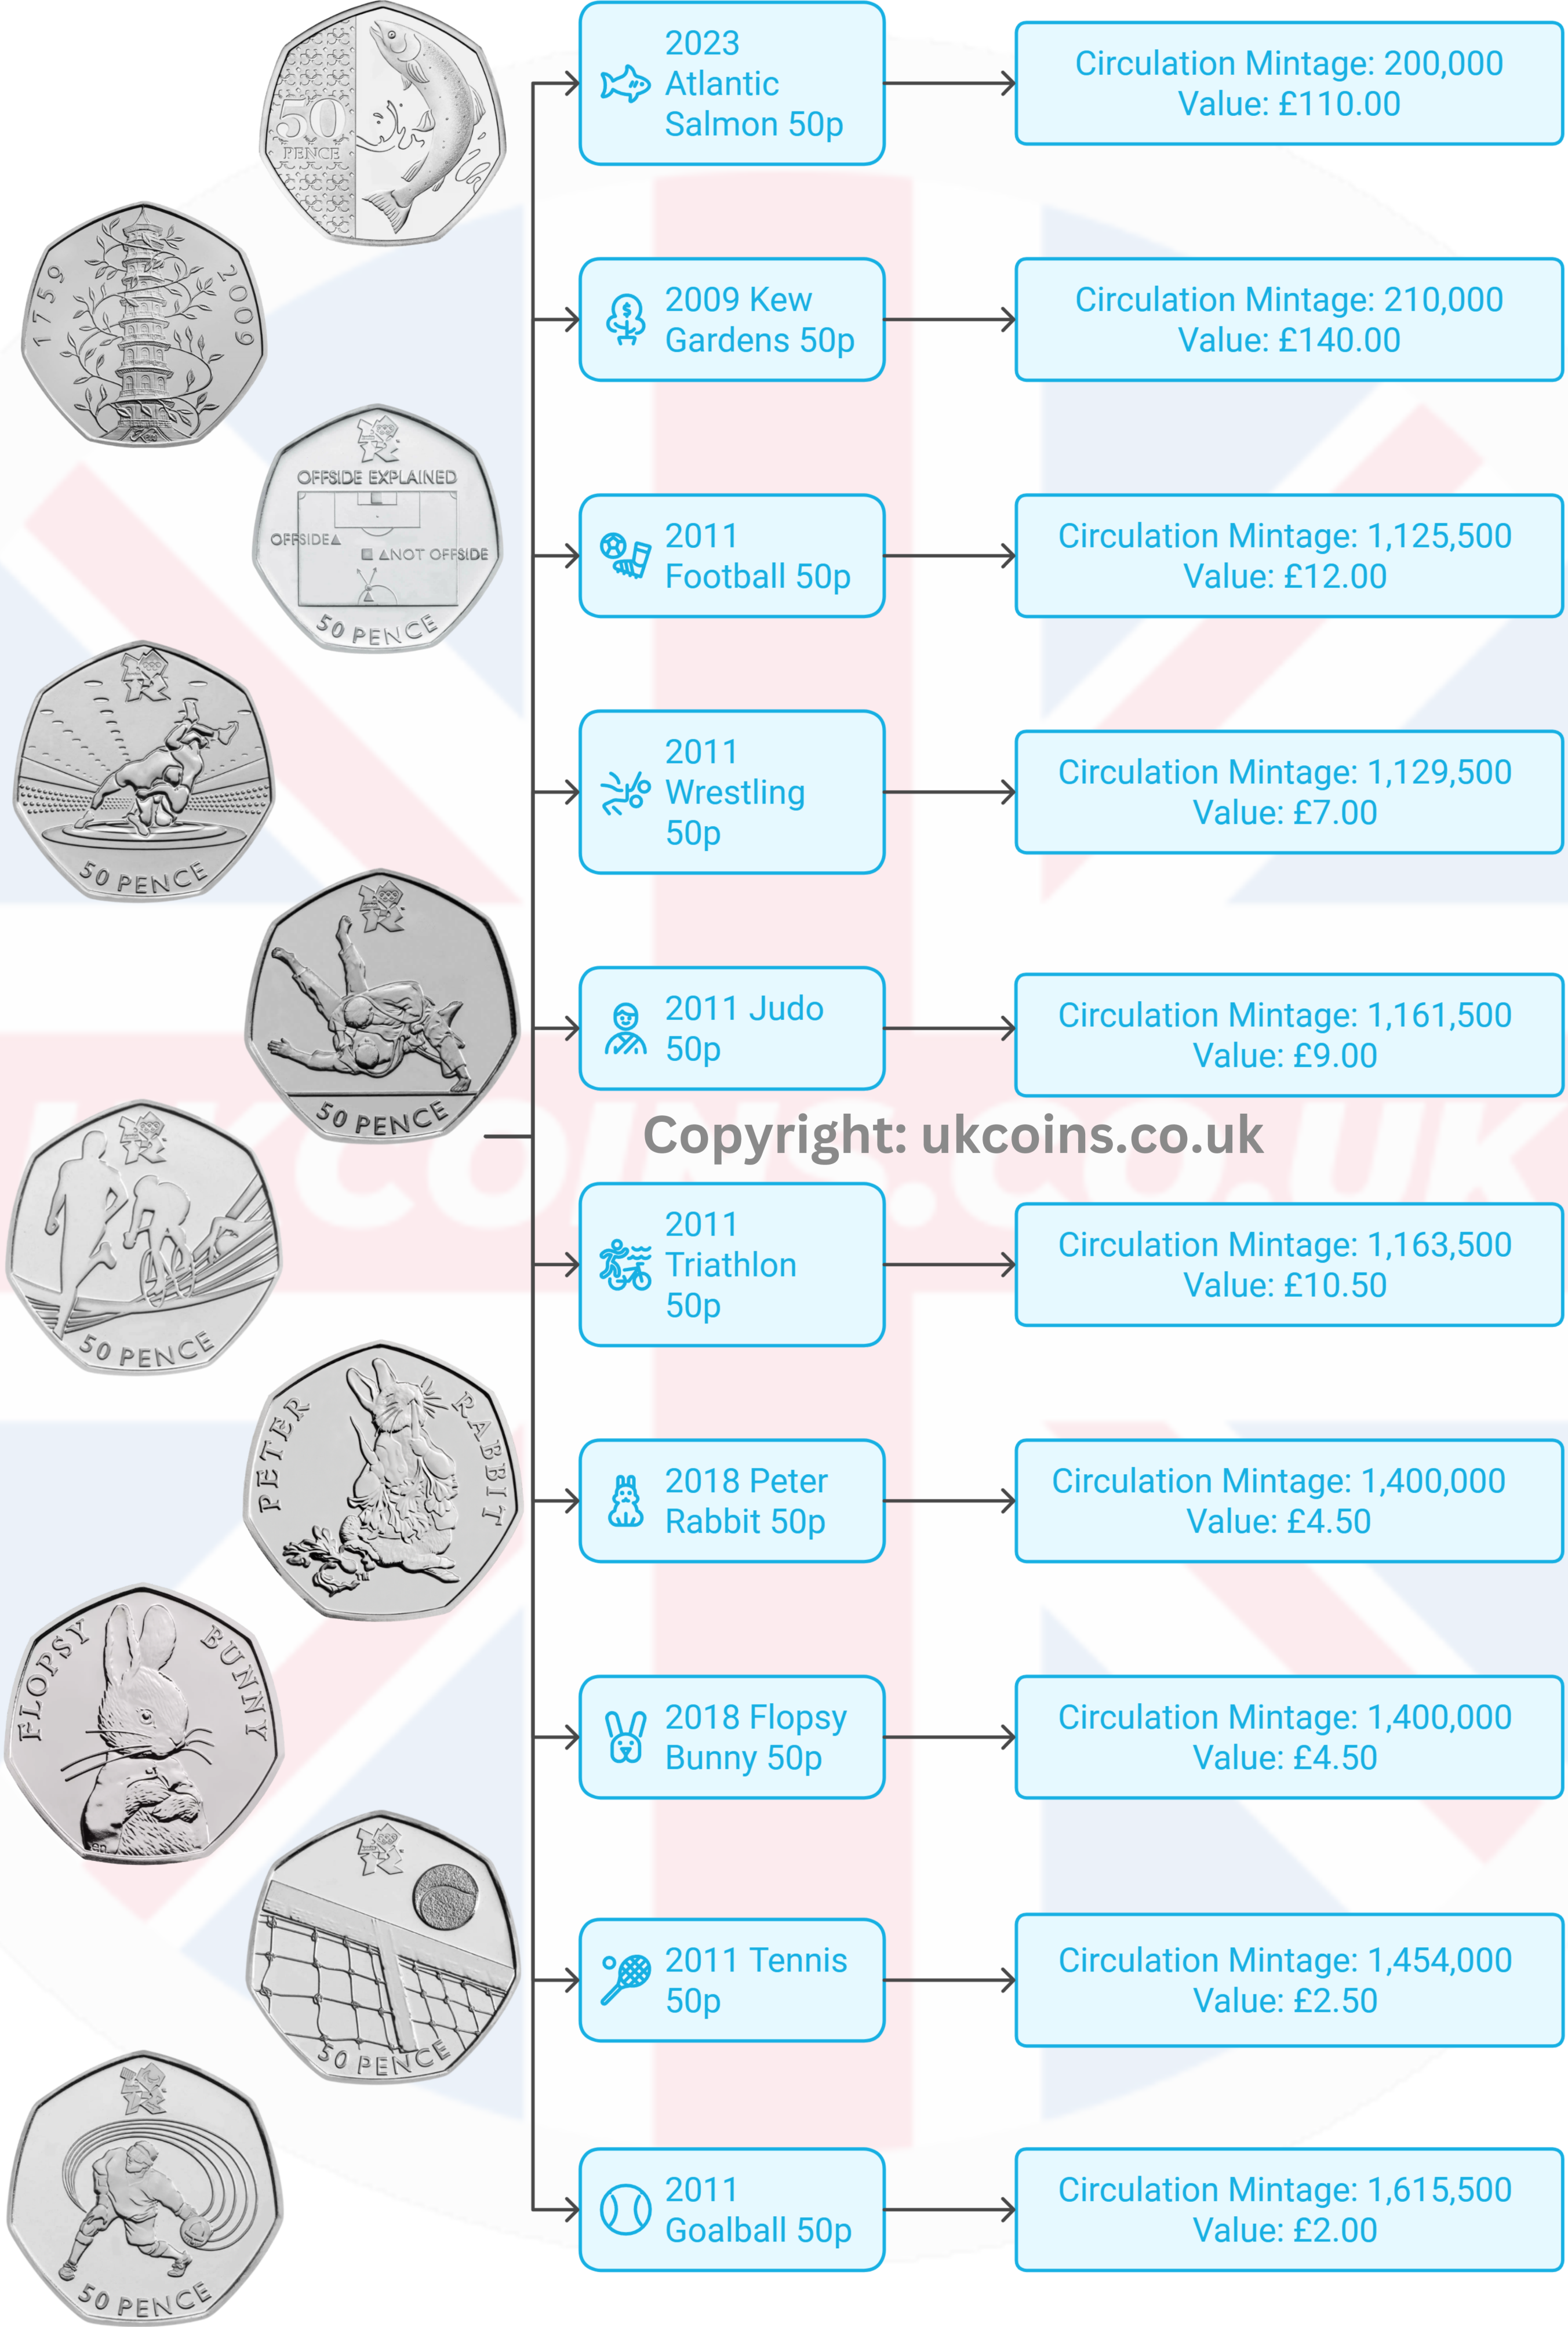 50
PENCE
2023
Atlantic
Salmon 50p
Circulation Mintage: 200,000
Value: £110.00
1759
2009
Kew
2009 Kew
Gardens 50p
Circulation Mintage: 210,000
Value: £140.00
OFFSIDE EXPLAINED
OFFSIDE
NOT OFFSIDE
50 PENCE
2011
Football 50p
Circulation Mintage: 1,125,500
Value: £12.00
50 PENCE
2011
Wrestling
50p
Circulation Mintage: 1,129,500
Value: £7.00
50 PENCE
2011 Judo
50p
Circulation Mintage: 1,161,500
Value: £9.00
Copyright: ukcoins.co.uk
UKCOINS.CO.UK
50 PENCE
2011
Triathlon
50p
Circulation Mintage: 1,163,500
Value: £10.50
PETER RABBIT
2018 Peter
Rabbit 50p
Circulation Mintage: 1,400,000
Value: £4.50
FLOPSY BUNNY
2018 Flopsy
Bunny 50p
Circulation Mintage: 1,400,000
Value: £4.50
50 PENCE
2011 Tennis
50p
Circulation Mintage: 1,454,000
Value: £2.50
50 PENCE
2011
Goalball 50p
Circulation Mintage: 1,615,500
Value: £2.00